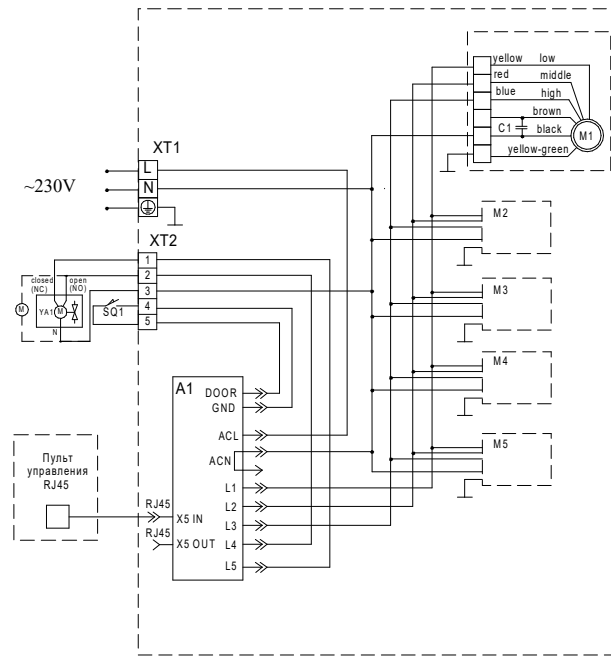 yellow low
red middle
blue high
brown
C1 black M1
yellow-green
XT1
L
N
~230V
XT2
1
2
3
4
5
closed (NC)
open (NO)
M
YA1 M
N
SQ1
M2
M3
M4
M5
A1
DOOR
GND
ACL
ACN
L1
L2
L3
L4
L5
Пульт
управления
RJ45
RJ45
X5 IN
RJ45
X5 OUT